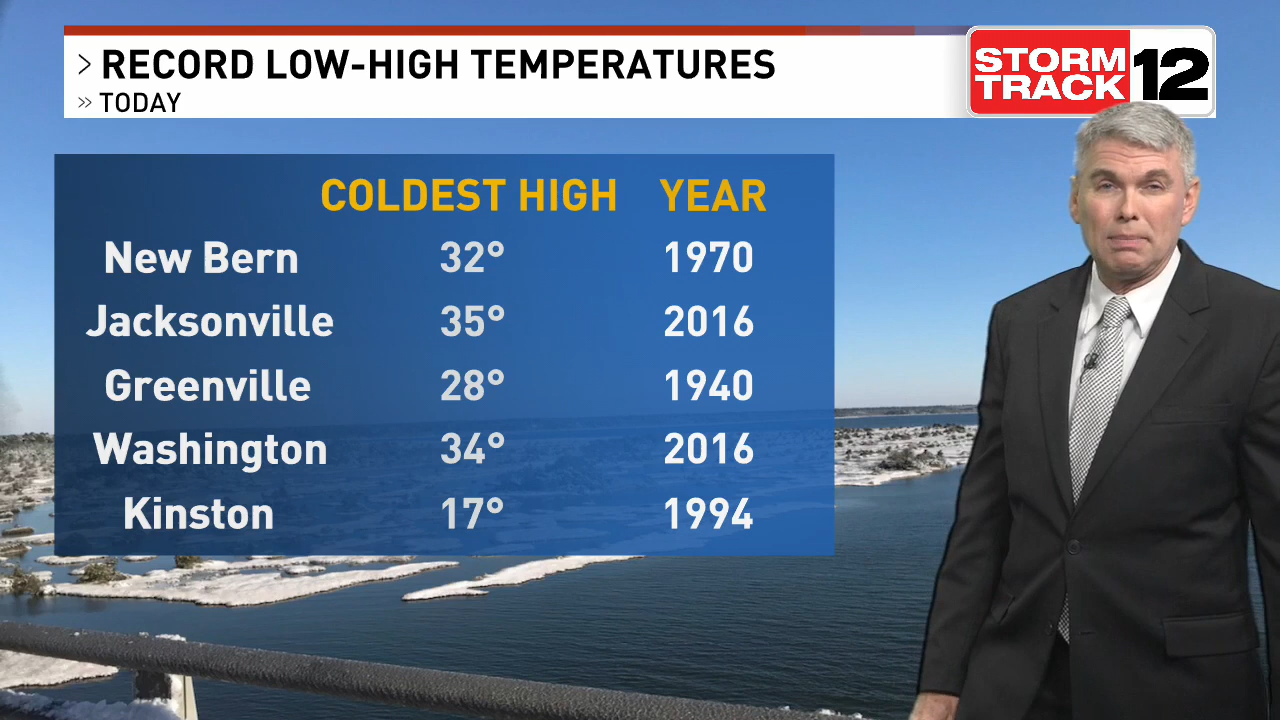 > RECORD LOW-HIGH TEMPERATURES
» TODAY
STORM
TRACK
12
COLDEST HIGH YEAR
New Bern 32° 1970
Jacksonville 35° 2016
Greenville 28° 1940
Washington 34° 2016
Kinston 17° 1994